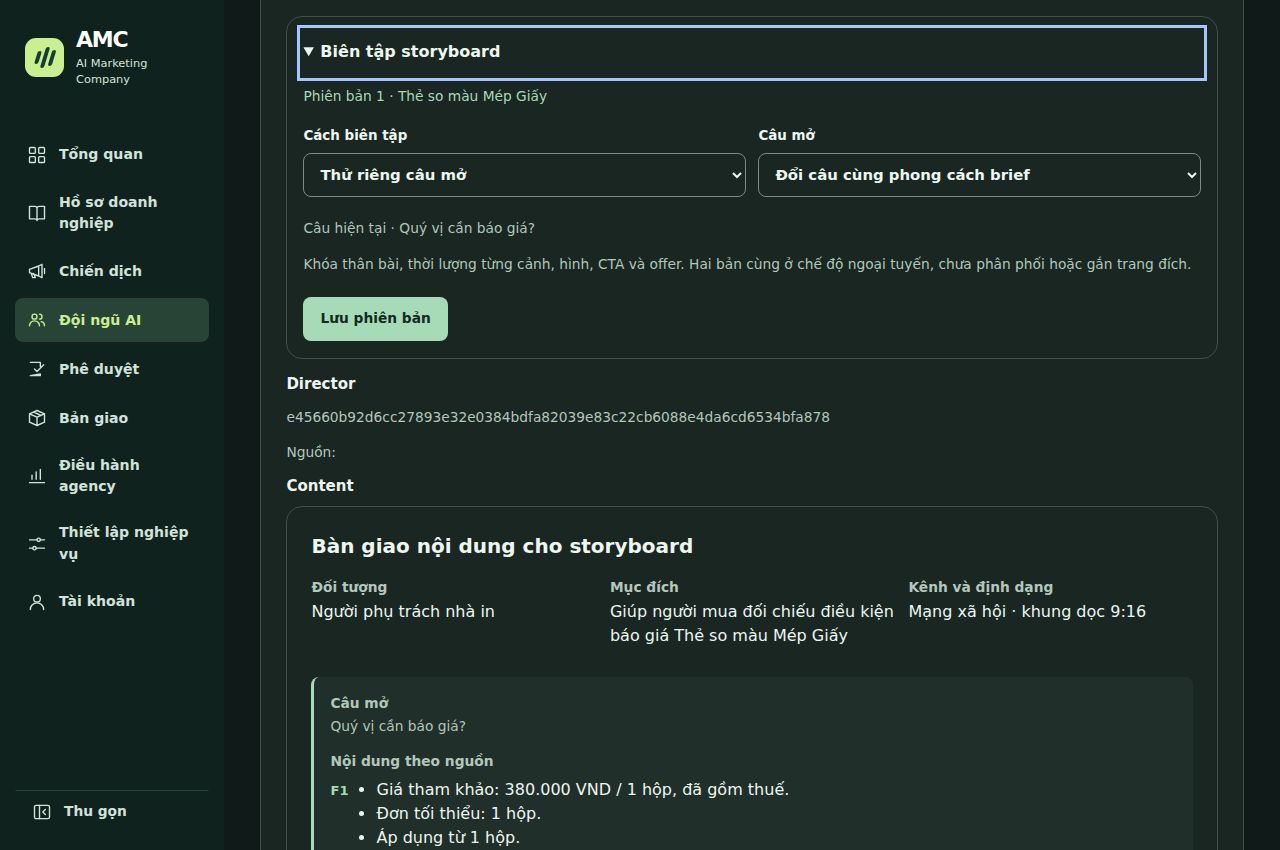 AMC
AI Marketing
Company
Tổng quan
Hồ sơ doanh
nghiệp
Chiến dịch
Đội ngũ AI
Phê duyệt
Bàn giao
Điều hành
agency
Thiết lập nghiệp
vụ
Tài khoản
Thu gọn
▼ Biên tập storyboard
Phiên bản 1 · Thẻ so màu Mép Giấy
Cách biên tập
Câu mở
Thử riêng câu mở
Đổi câu cùng phong cách brief
Câu hiện tại · Quý vị cần báo giá?
Khóa thân bài, thời lượng từng cảnh, hình, CTA và offer. Hai bản cùng ở chế độ ngoại tuyến, chưa phân phối hoặc gắn trang đích.
Lưu phiên bản
Director
e45660b92d6cc27893e32e0384bdfa82039e83c22cb6088e4da6cd6534bfa878
Nguồn:
Content
Bàn giao nội dung cho storyboard
Đối tượng
Người phụ trách nhà in
Mục đích
Giúp người mua đối chiếu điều kiện
báo giá Thẻ so màu Mép Giấy
Kênh và định dạng
Mạng xã hội · khung dọc 9:16
Câu mở
Quý vị cần báo giá?
Nội dung theo nguồn
F1 • Giá tham khảo: 380.000 VND / 1 hộp, đã gồm thuế.
• Đơn tối thiểu: 1 hộp.
• Áp dụng từ 1 hộp.